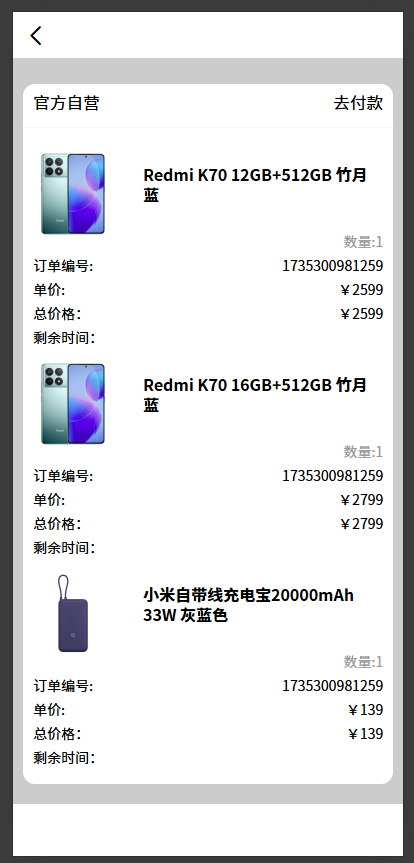 官方自营 去付款
Redmi K70 12GB+512GB 竹月
蓝
数量:1
订单编号: 1735300981259
单价: ￥2599
总价格: ￥2599
剩余时间:
Redmi K70 16GB+512GB 竹月
蓝
数量:1
订单编号: 1735300981259
单价: ￥2799
总价格: ￥2799
剩余时间:
小米自带线充电宝20000mAh
33W 灰蓝色
数量:1
订单编号: 1735300981259
单价: ￥139
总价格: ￥139
剩余时间: